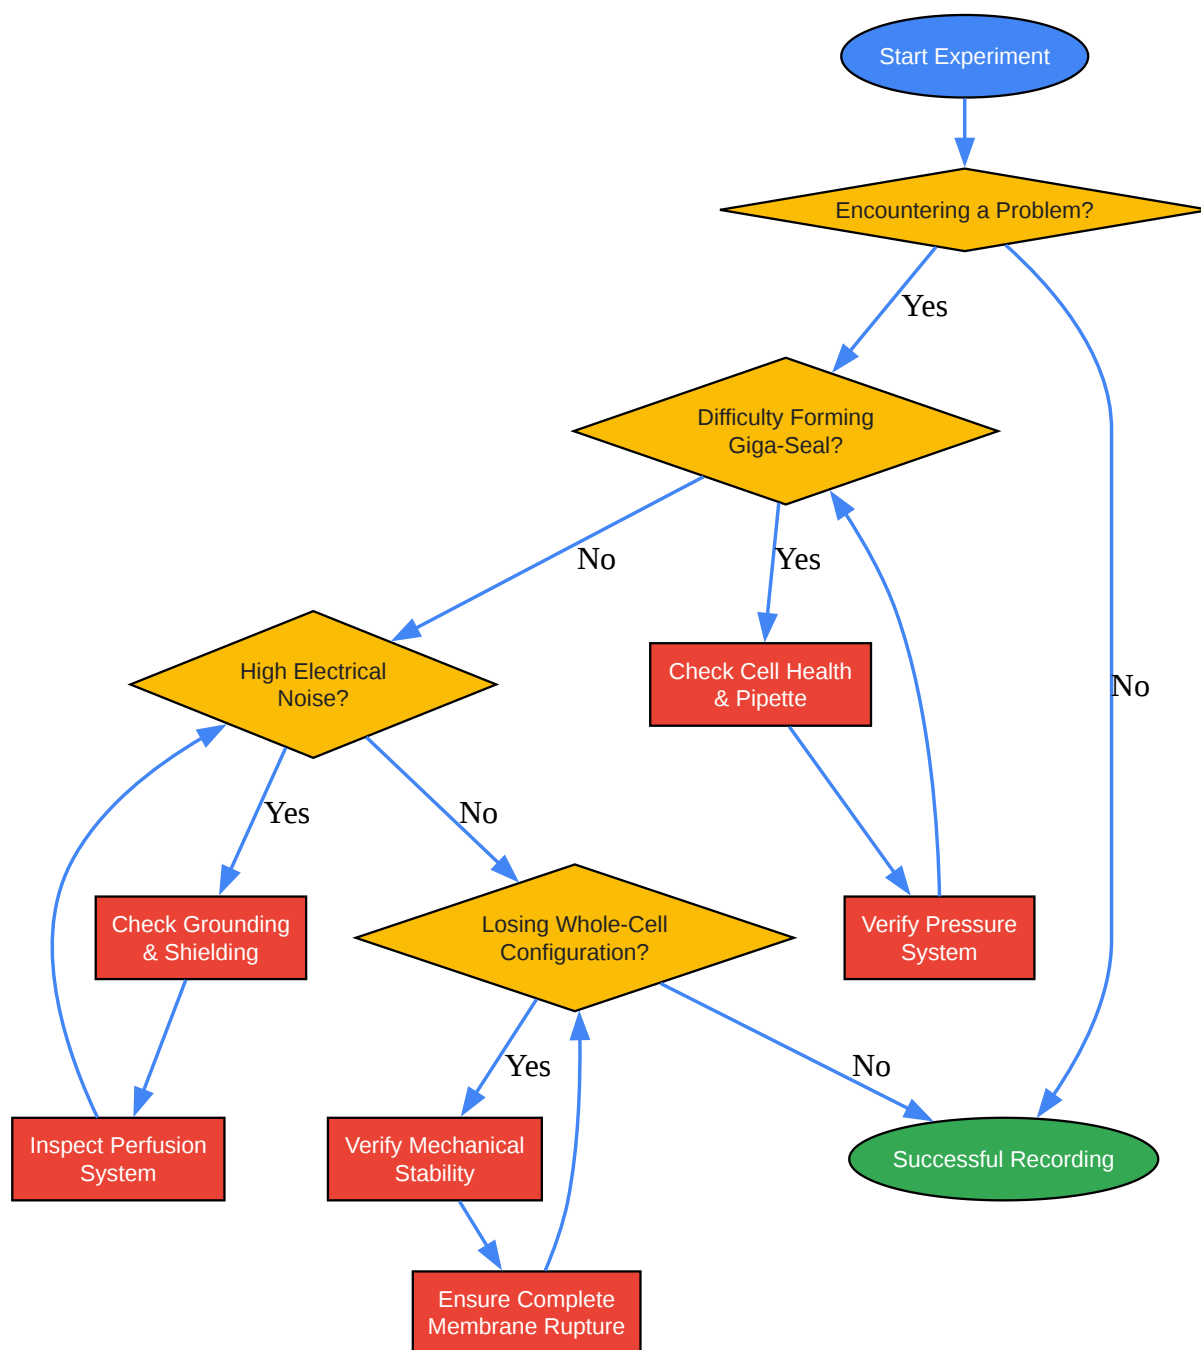 Start Experiment
Encountering a Problem?
Yes
Difficulty Forming
Giga-Seal?
No
Yes
High Electrical
Noise?
Check Cell Health
& Pipette
No
Yes
No
Check Grounding
& Shielding
Losing Whole-Cell
Configuration?
Verify Pressure
System
Yes
No
Inspect Perfusion
System
Verify Mechanical
Stability
Successful Recording
Ensure Complete
Membrane Rupture